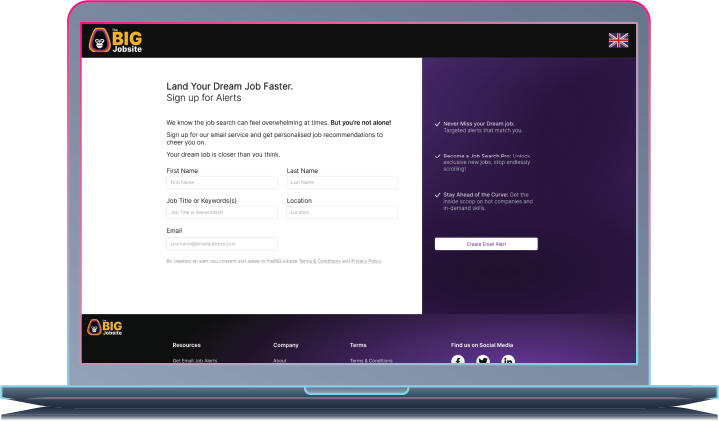 The
BIG
Jobsite
Land Your Dream Job Faster.
Sign up for Alerts
We know the job search can feel overwhelming at times. But you're not alone!
Sign up for our email service and get personalised job recommendations to
cheer you on.
Your dream job is closer than you think.
First Name
Last Name
First Name
Last Name
Job Title or Keywords(s)
Location
Job Title or Keywords(s)
Location
Email
yourname@emailaddress.com
By creating an alert you consent and agree to theBIGJobsite Terms & Conditions and Privacy Policy.
Never Miss your Dream job:
Targeted alerts that match you.
Become a Job Search Pro: Unlock
exclusive new jobs, stop endlessly
scrolling!
Stay Ahead of the Curve: Get the
inside scoop on hot companies and
in-demand skills.
Create Email Alert
The
BIG
Jobsite
Resources
Company
Terms
Find us on Social Media
Get Email Job Alerts
About
Terms & Conditions